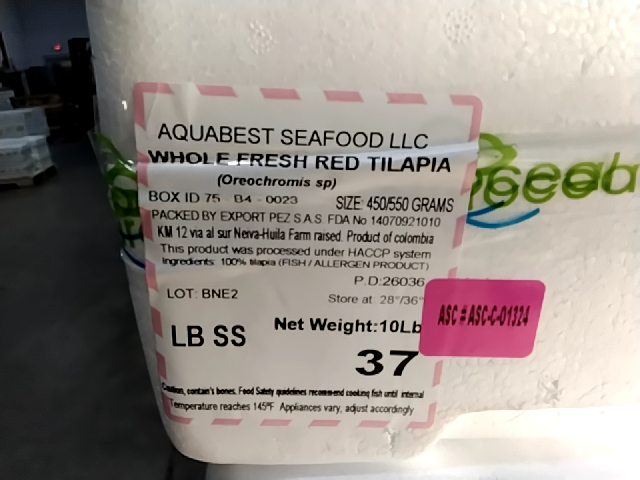 AQUABEST SEAFOOD LLC
WHOLE FRESH RED TILAPIA
(Oreochromis sp)
BOX ID 75 - B4 - 0023 SIZE: 450/550 GRAMS
PACKED BY EXPORT PEZ S.A.S. FDA No 14070921010
KM 12 via al sur Neiva-Huila Farm raised. Product of colombia
This product was processed under HACCP system
Ingredients: 100% tilapia (FISH / ALLERGEN PRODUCT)
P.D:26036
LOT: BNE2
Store at: 28°/36°
LB SS
Net Weight:10Lb
37
ASC # ASC-C-01324
Caution, contain's bones. Food Safety guidelines recommend cooking fish until internal
Temperature reaches 145ºF Appliances vary, adjust accordingly